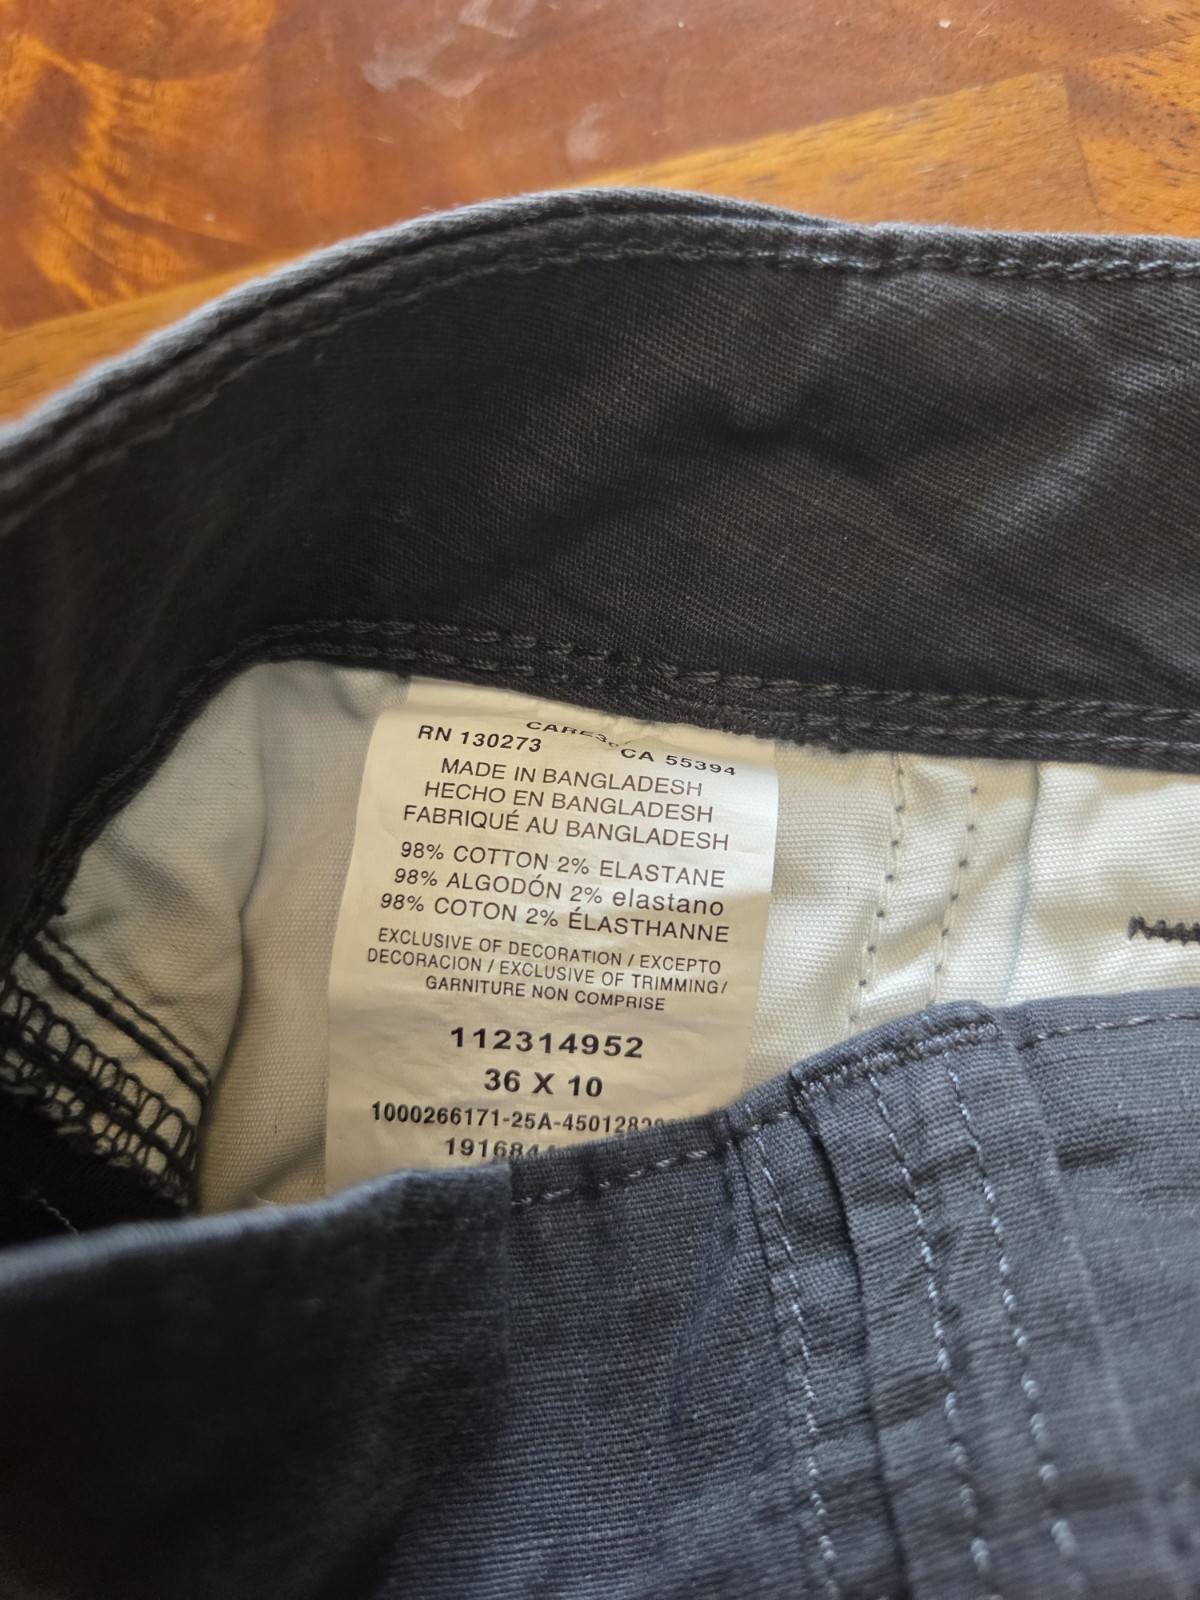 RN 130273 CA 55394
MADE IN BANGLADESH
HECHO EN BANGLADESH
FABRIQUÉ AU BANGLADESH
98% COTTON 2% ELASTANE
98% ALGODÓN 2% elastano
98% COTON 2% ÉLASTHANNE
EXCLUSIVE OF DECORATION / EXCEPTO
DECORACION / EXCLUSIVE OF TRIMMING/
GARNITURE NON COMPRISE
112314952
36 X 10